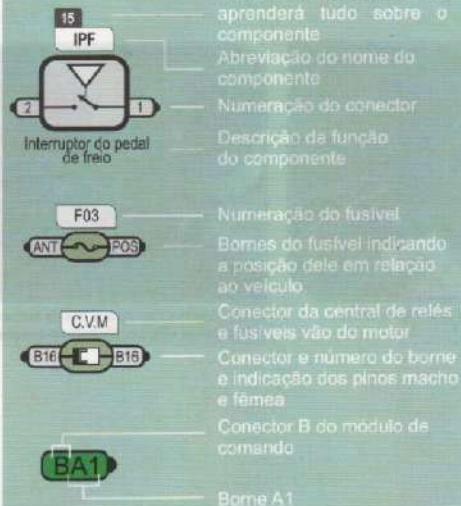 15
aprenderá tudo sobre o
componente
IPF
Abreviação do nome do
componente
2
1
Numeração do conector
Interruptor do pedal
de freio
Descrição da função
do componente
F03
Numeração do fusível
ANT
POS
Bornes do fusível indicando
a posição dele em relação
ao veículo
C.V.M
Conector da central de relés
e fusíveis vão do motor
B16
B16
Conector e número do borne
e indicação dos pinos macho
e fêmea
Conector B do módulo de
comando
BA1
Borne A1